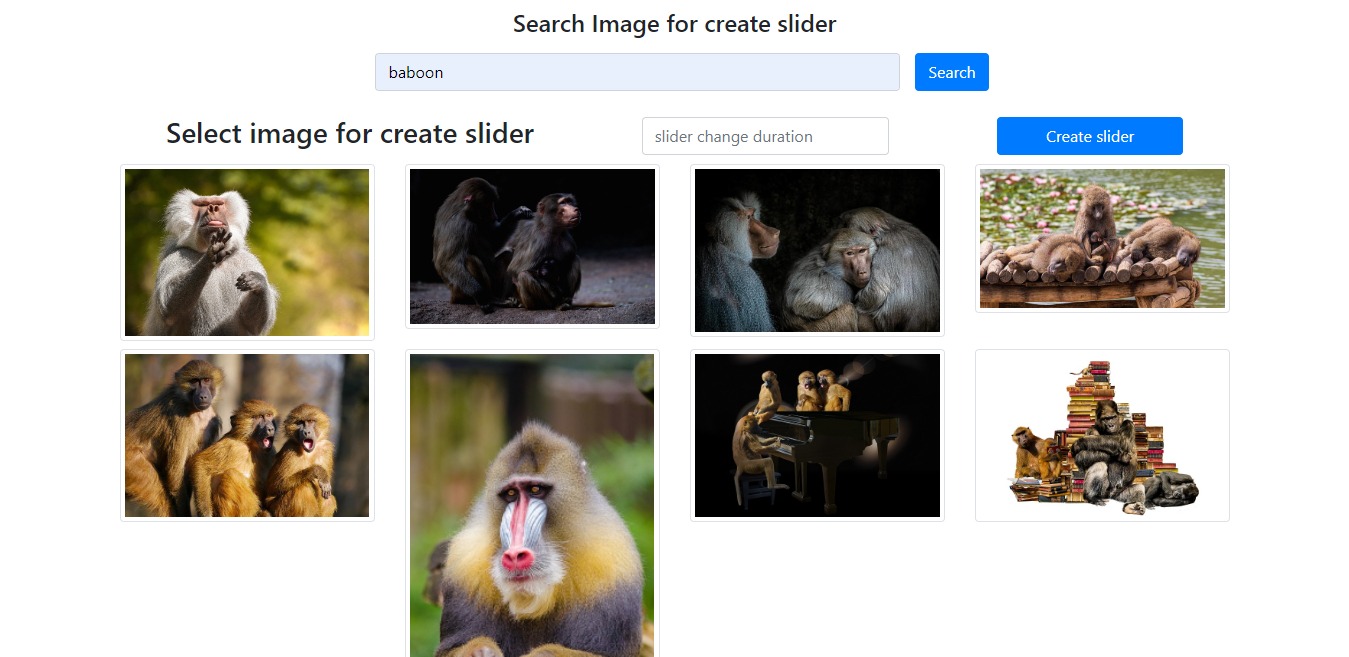 Search Image for create slider
baboon
Search
Select image for create slider
slider change duration
Create slider